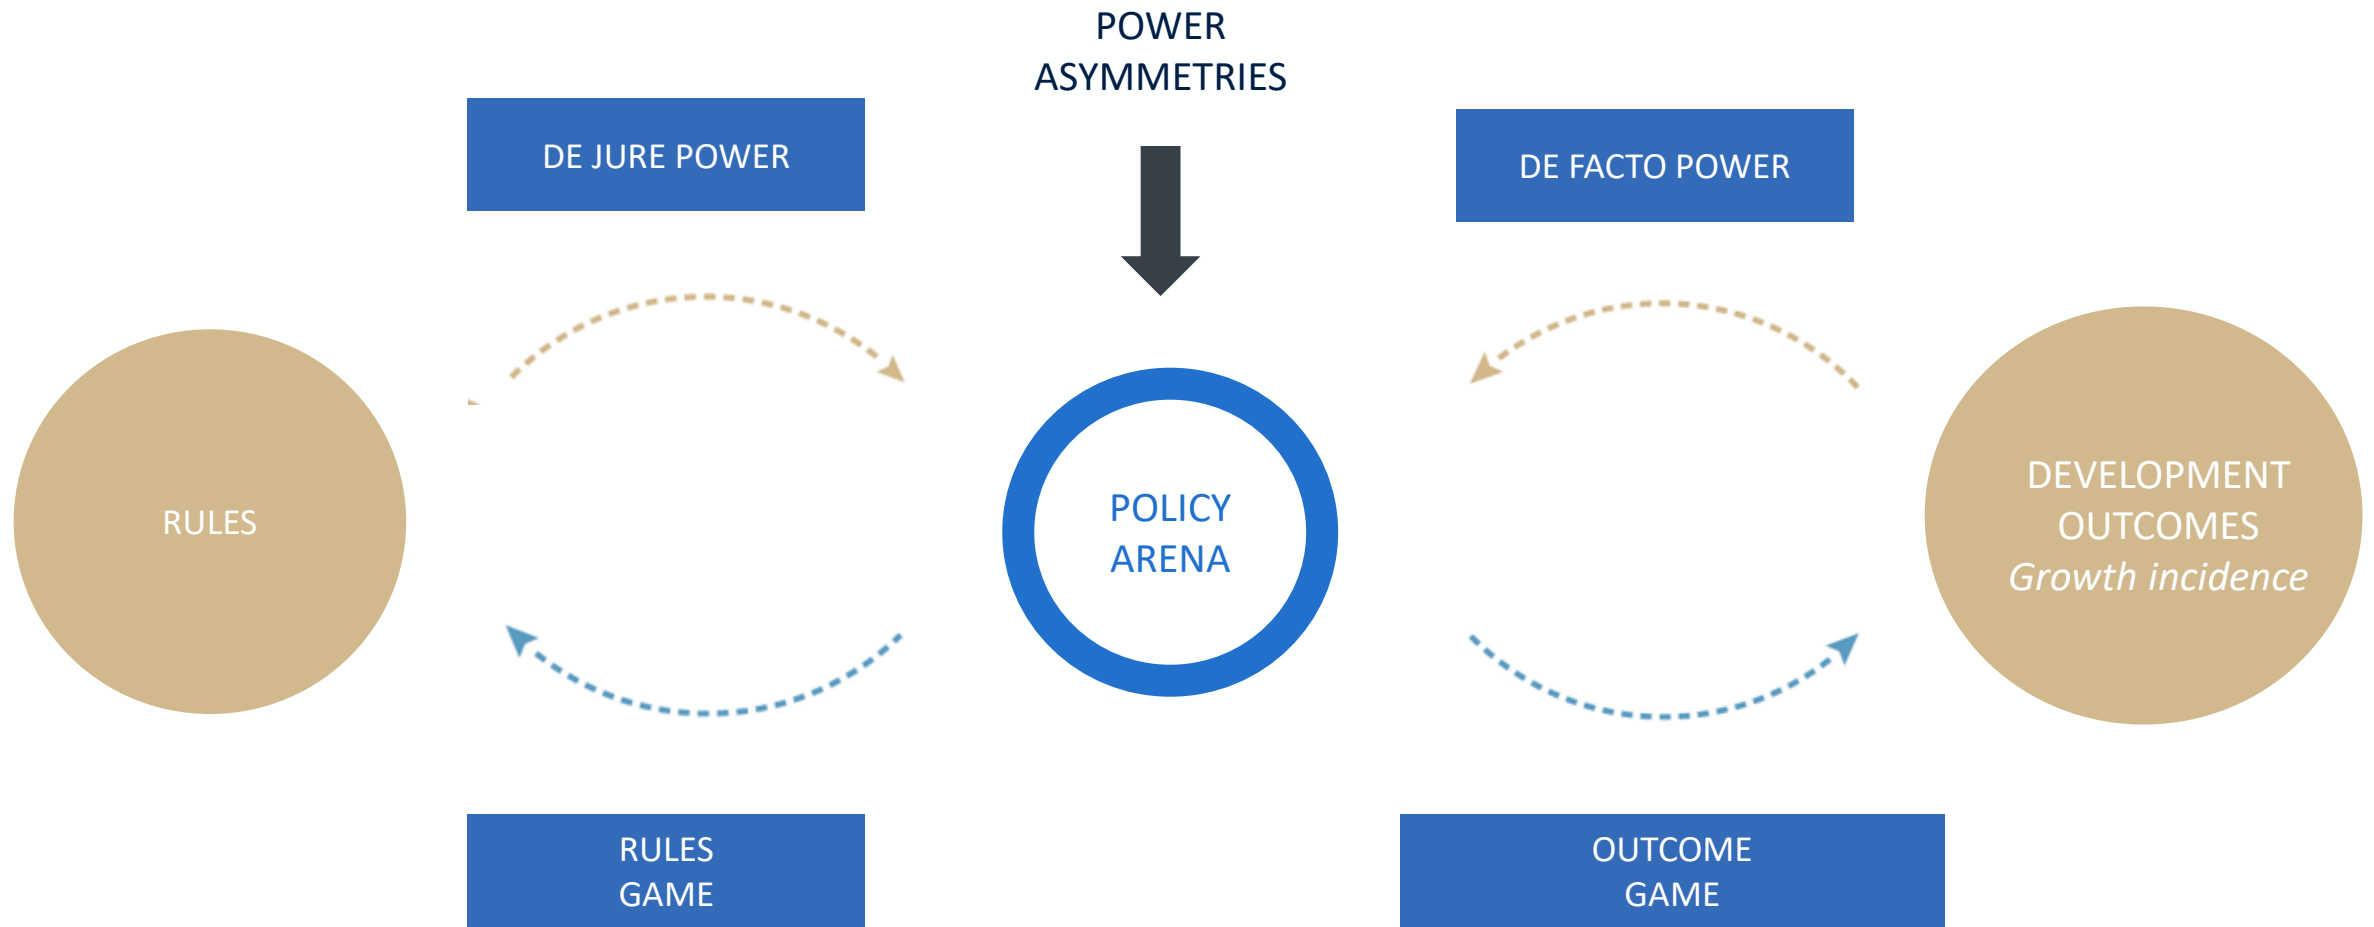 POWER
ASYMMETRIES
DE JURE POWER
DE FACTO POWER
RULES
POLICY
ARENA
DEVELOPMENT
OUTCOMES
Growth incidence
RULES
GAME
OUTCOME
GAME